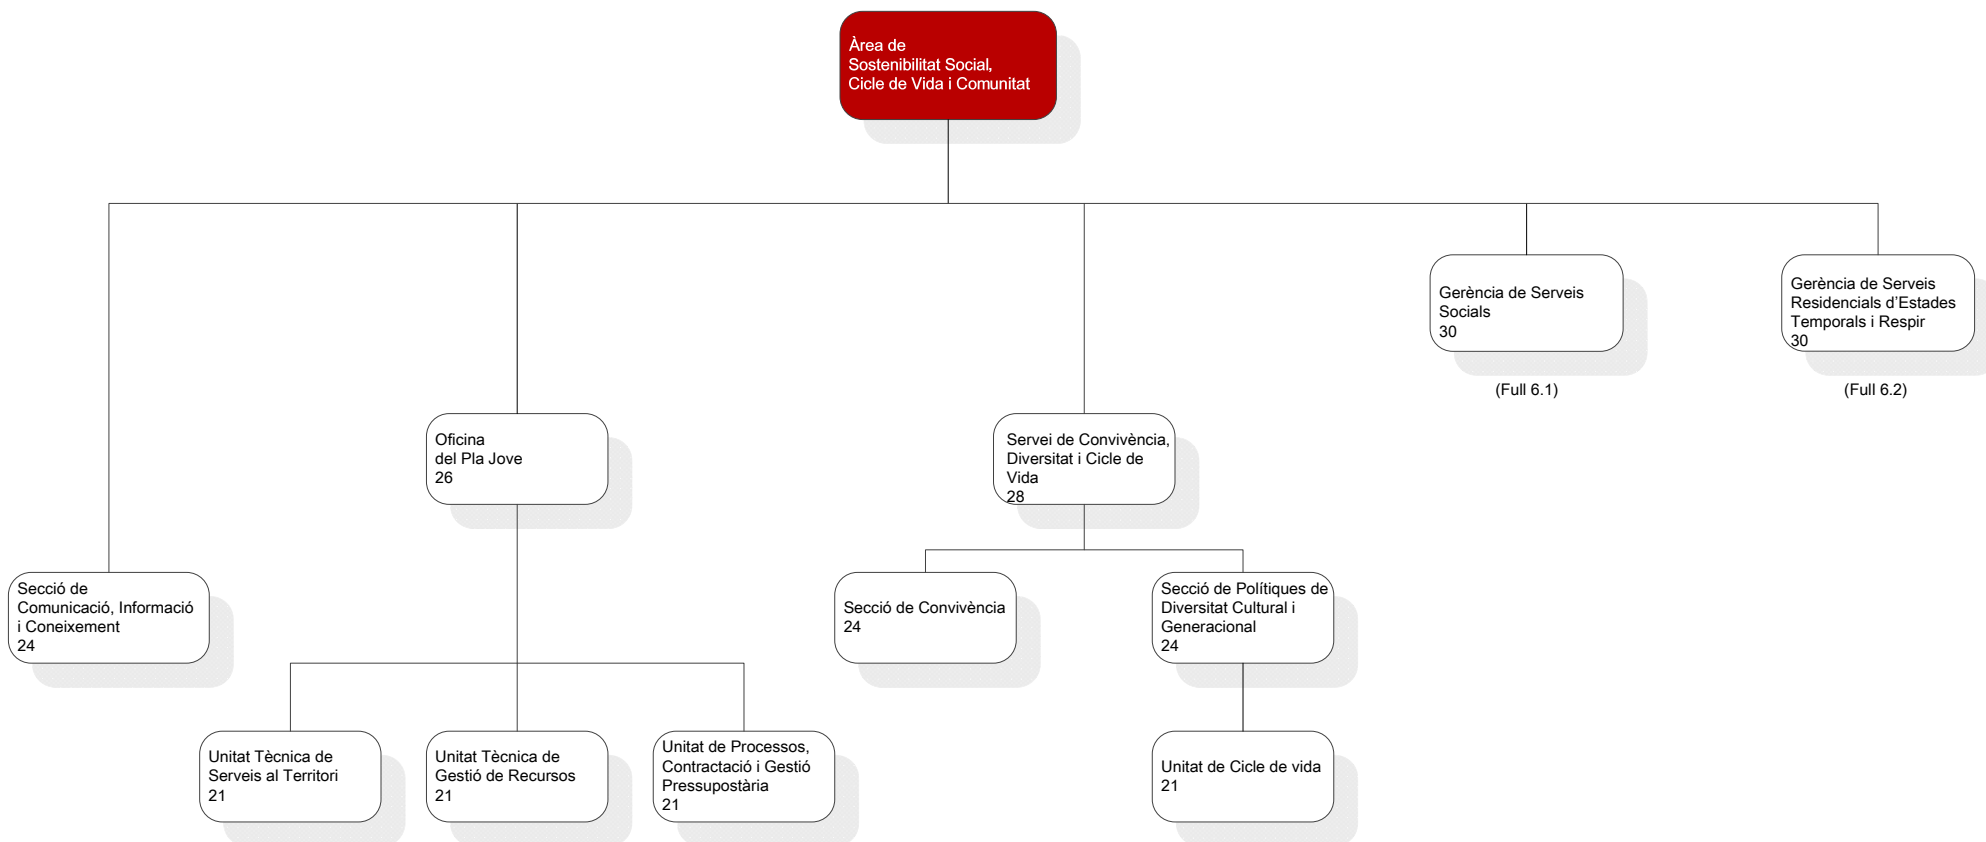 Àrea de
Sostenibilitat Social,
Cicle de Vida i Comunitat
Gerència de Serveis
Socials
30
(Full 6.1)
Gerència de Serveis
Residencials d'Estades
Temporals i Respir
30
(Full 6.2)
Oficina
del Pla Jove
26
Servei de Convivència,
Diversitat i Cicle de
Vida
28
Secció de
Comunicació, Informació
i Coneixement
24
Secció de Convivència
24
Secció de Polítiques de
Diversitat Cultural i
Generacional
24
Unitat Tècnica de
Serveis al Territori
21
Unitat Tècnica de
Gestió de Recursos
21
Unitat de Processos,
Contractació i Gestió
Pressupostària
21
Unitat de Cicle de vida
21